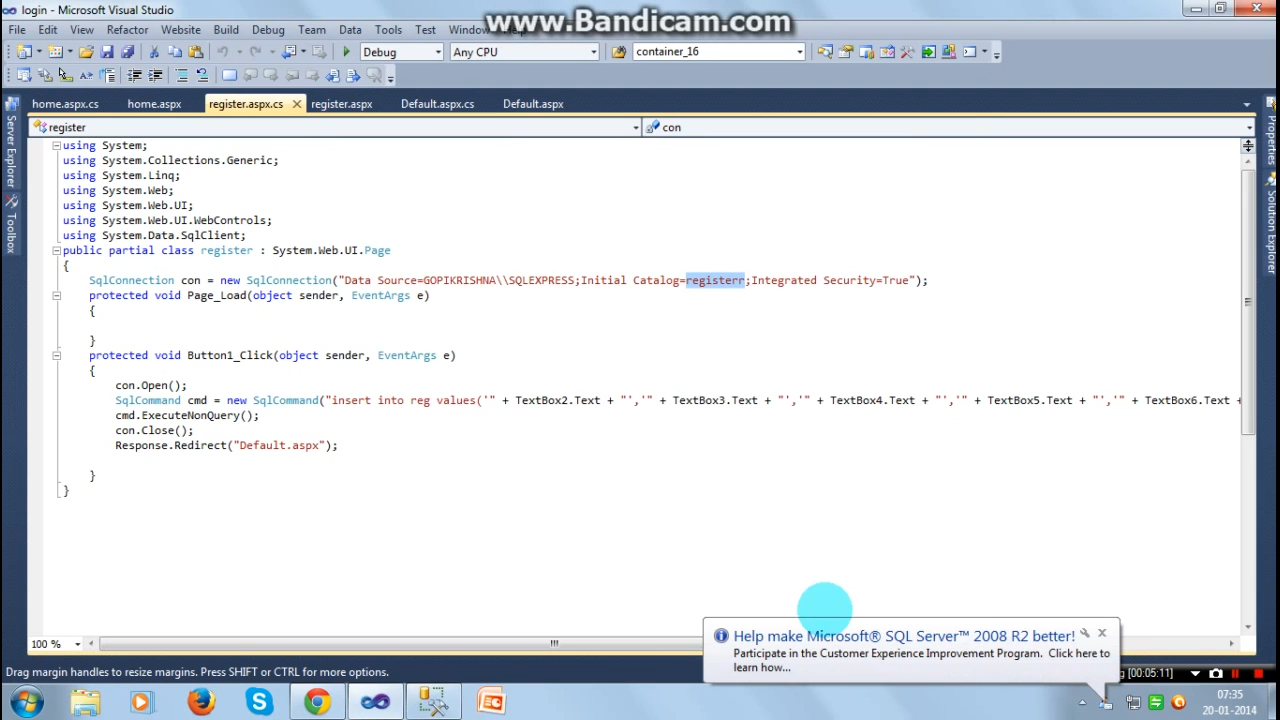 login - Microsoft Visual Studio
www.Bandicam.com
File Edit View Refactor Website Build Debug Team Data Tools Test Window
Debug Any CPU container_16
home.aspx.cs home.aspx register.aspx.cs register.aspx Default.aspx.cs Default.aspx
register con
using System;
using System.Collections.Generic;
using System.Linq;
using System.Web;
using System.Web.UI;
using System.Web.UI.WebControls;
using System.Data.SqlClient;
public partial class register : System.Web.UI.Page
{
SqlConnection con = new SqlConnection("Data Source=GOPIKRISHNA\\SQLEXPRESS;Initial Catalog=registerr;Integrated Security=True");
protected void Page_Load(object sender, EventArgs e)
{
}
protected void Button1_Click(object sender, EventArgs e)
{
con.Open();
SqlCommand cmd = new SqlCommand("insert into reg values('" + TextBox2.Text + "','" + TextBox3.Text + "','" + TextBox4.Text + "','" + TextBox5.Text + "','" + TextBox6.Text +
cmd.ExecuteNonQuery();
con.Close();
Response.Redirect("Default.aspx");
}
}
Server Explorer
Toolbox
Properties
Solution Explorer
100 %
Help make Microsoft® SQL Server™ 2008 R2 better!
Participate in the Customer Experience Improvement Program. Click here to
learn how...
Drag margin handles to resize margins. Press SHIFT or CTRL for more options.
[00:05:11]
07:35
20-01-2014